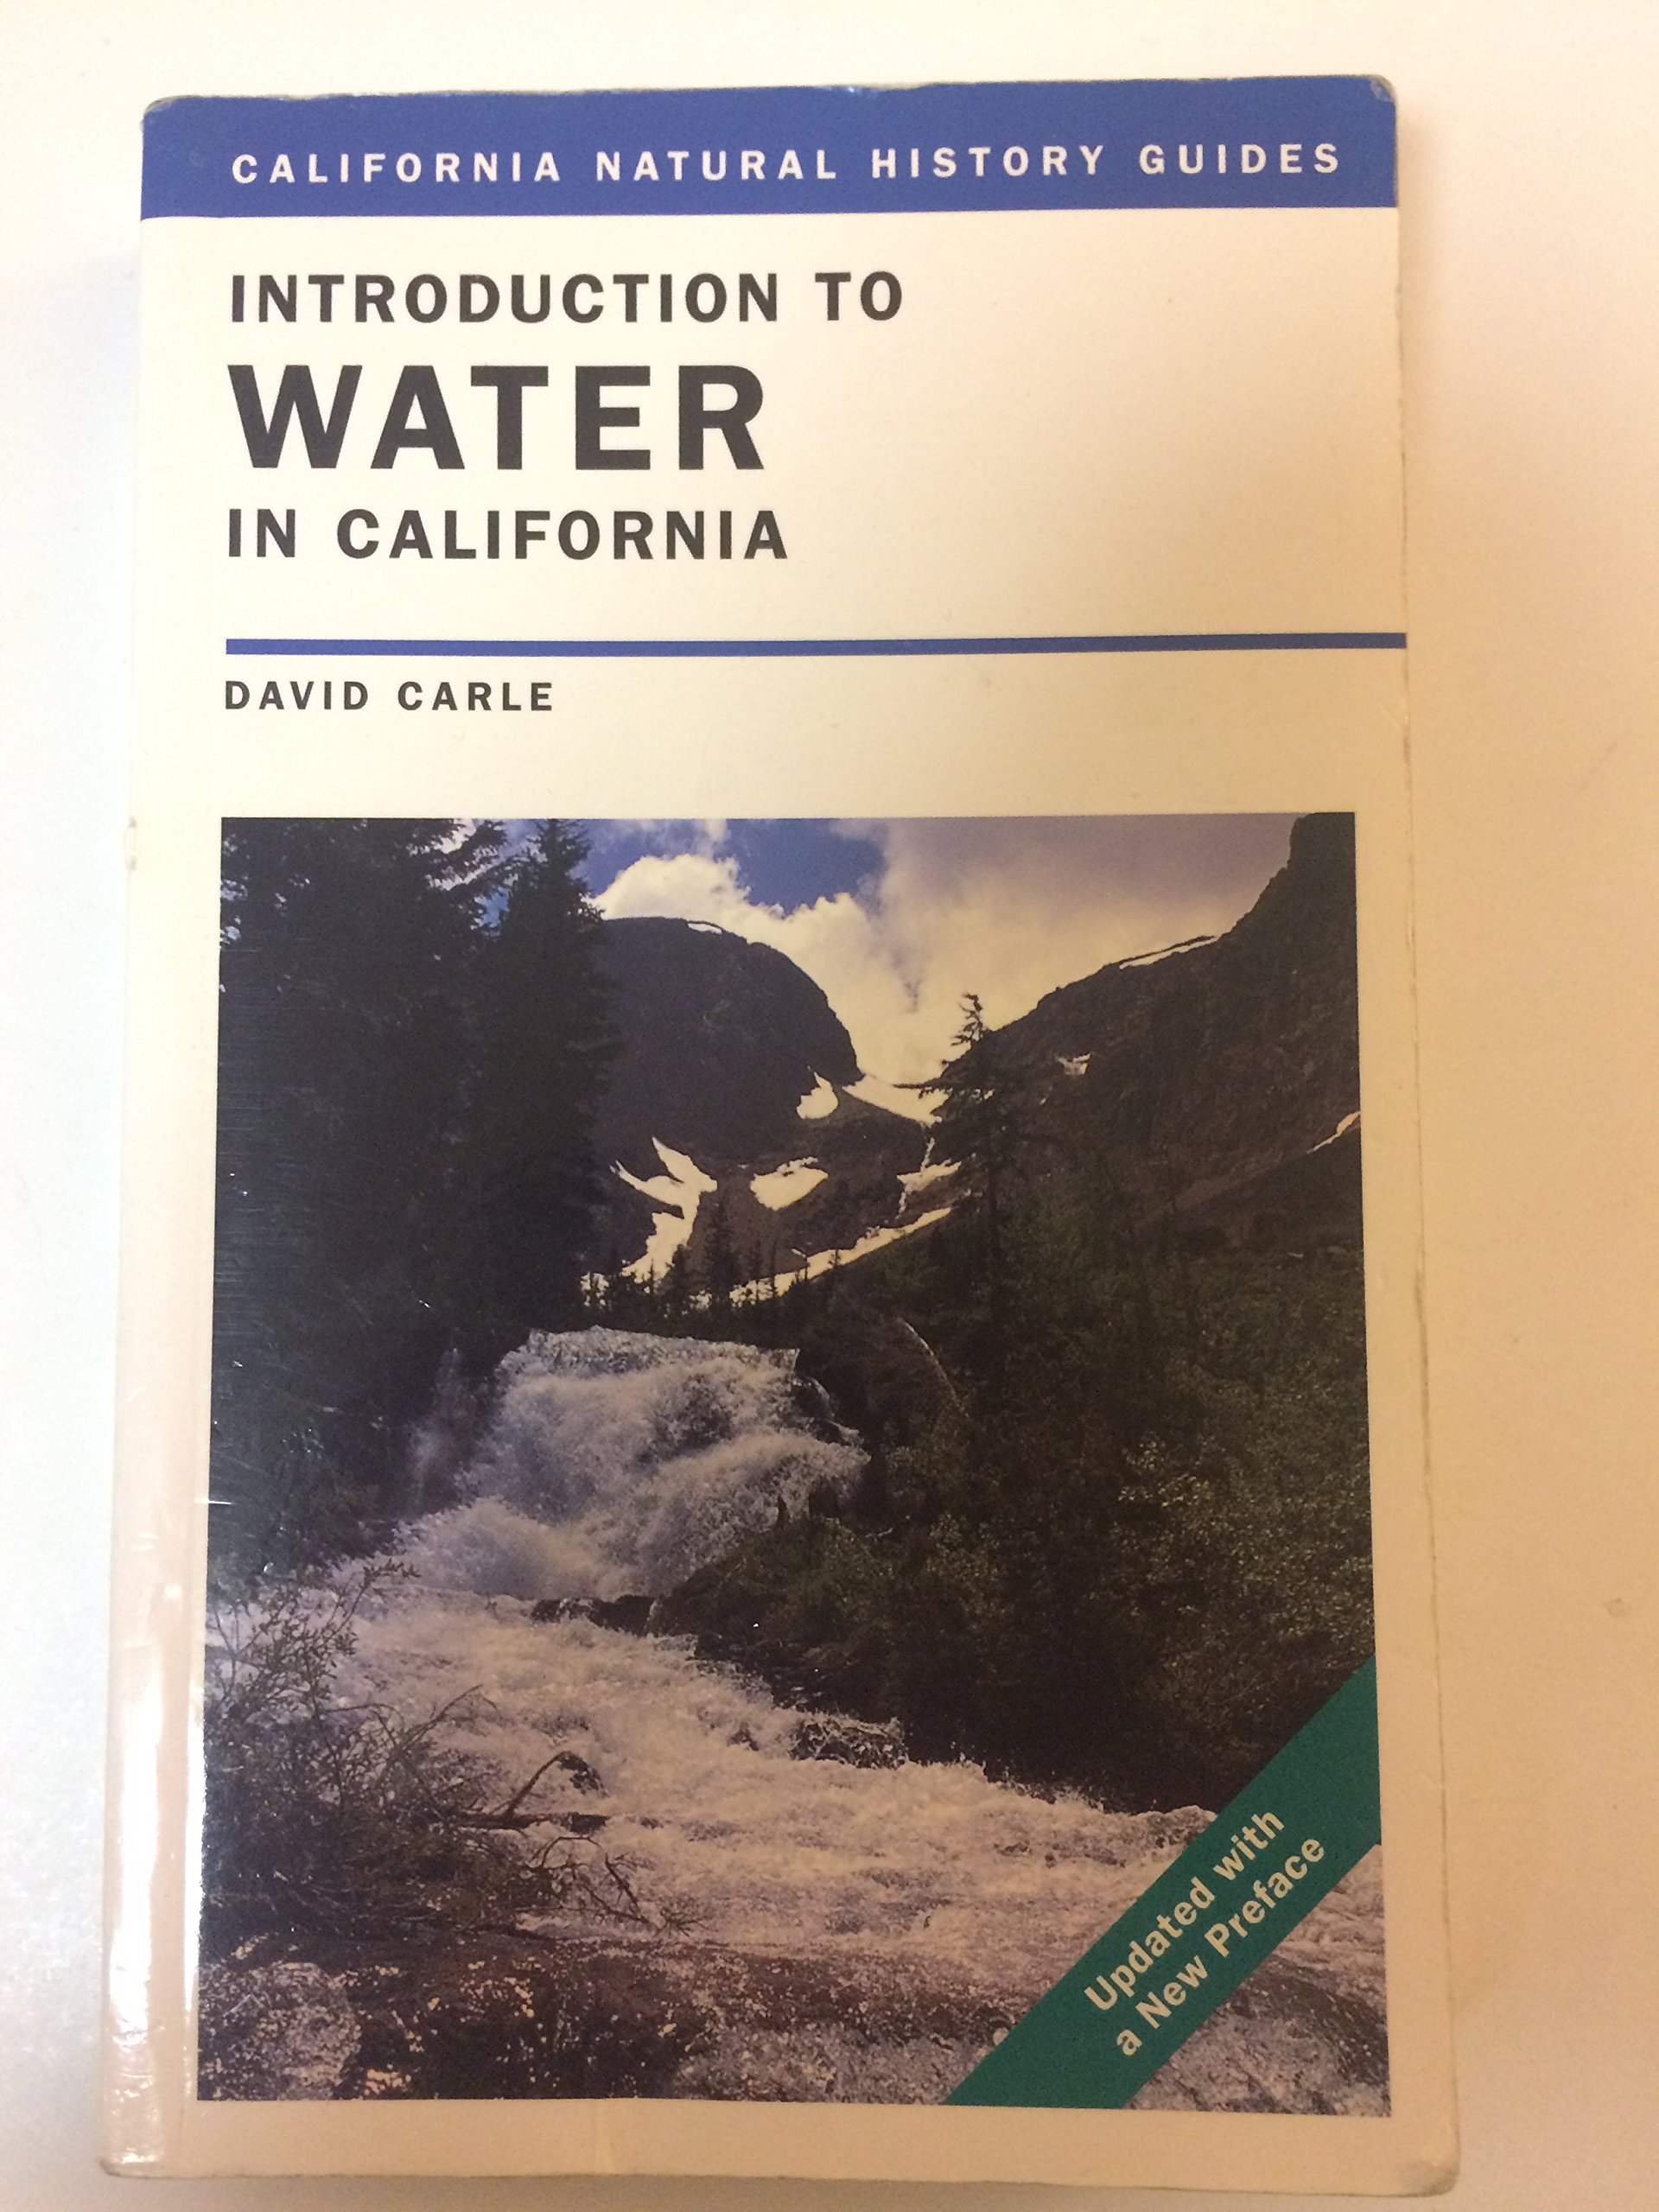 CALIFORNIA NATURAL HISTORY GUIDES
INTRODUCTION TO
WATER
IN CALIFORNIA
DAVID CARLE
Updated with
a New Preface